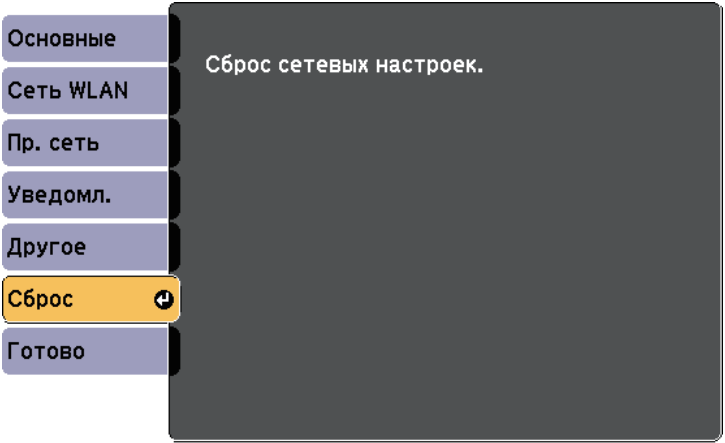 Основные
Сеть WLAN
Пр. сеть
Уведомл.
Другое
Сброс
Готово
Сброс сетевых настроек.